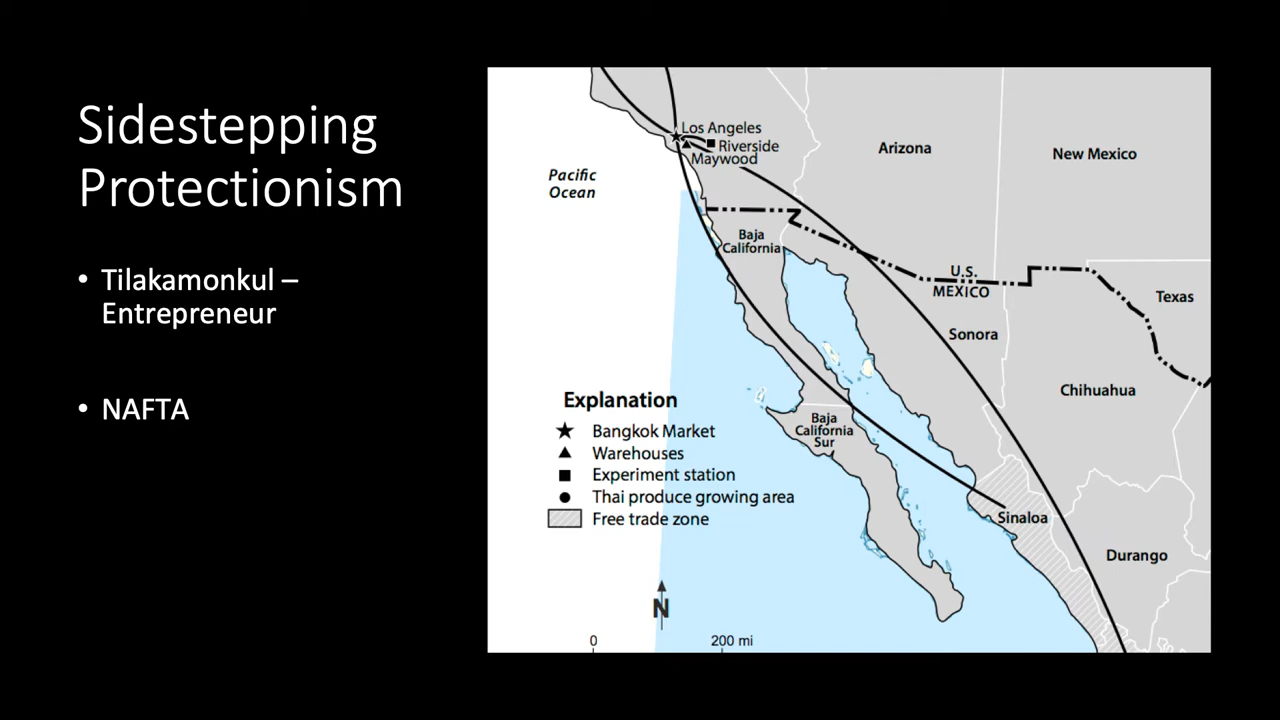 Sidestepping
Protectionism
• Tilakamonkul –
Entrepreneur
• NAFTA
Los Angeles
Riverside
Maywood
Arizona
New Mexico
Pacific
Ocean
Baja
California
U.S.
MEXICO
Texas
Sonora
Chihuahua
Explanation
Bangkok Market
Warehouses
Experiment station
Thai produce growing area
Free trade zone
Baja
California
Sur
Sinaloa
Durango
N
0
200 mi